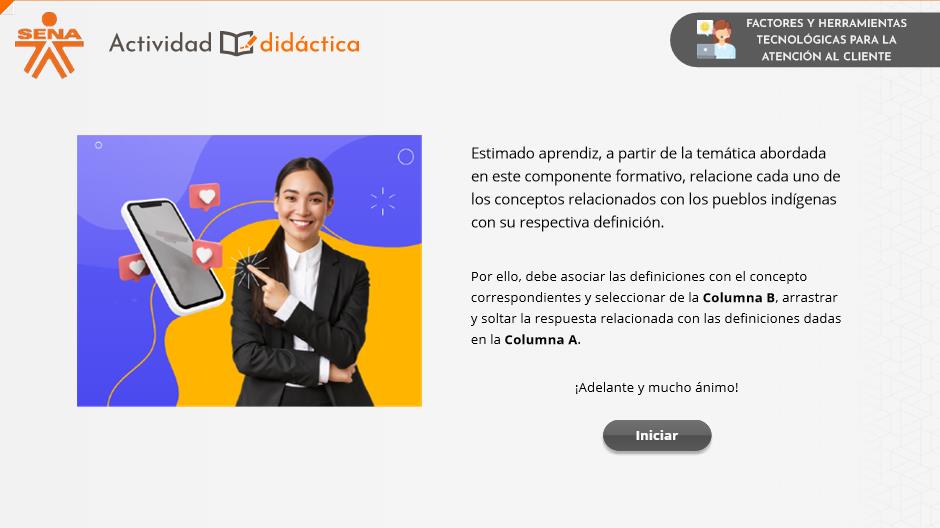 SENA
Actividad didáctica
FACTORES Y HERRAMIENTAS
TECNOLÓGICAS PARA LA
ATENCIÓN AL CLIENTE
Estimado aprendiz, a partir de la temática abordada
en este componente formativo, relacione cada uno de
los conceptos relacionados con los pueblos indígenas
con su respectiva definición.
Por ello, debe asociar las definiciones con el concepto
correspondientes y seleccionar de la Columna B, arrastrar
y soltar la respuesta relacionada con las definiciones dadas
en la Columna A.
¡Adelante y mucho ánimo!
Iniciar